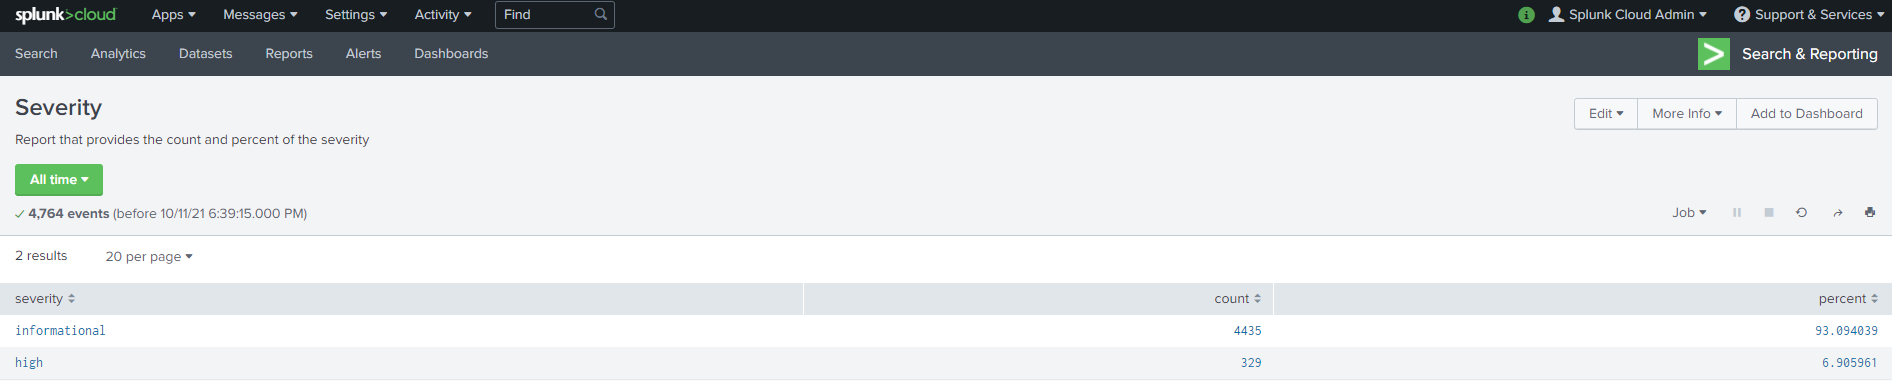 splunk>cloud Apps Messages Settings Activity Find i Splunk Cloud Admin ? Support & Services
Search Analytics Datasets Reports Alerts Dashboards > Search & Reporting
Severity
Edit More Info Add to Dashboard
Report that provides the count and percent of the severity
All time
4,764 events (before 10/11/21 6:39:15.000 PM)
Job
2 results 20 per page
severity count percent
informational 4435 93.094039
high 329 6.905961